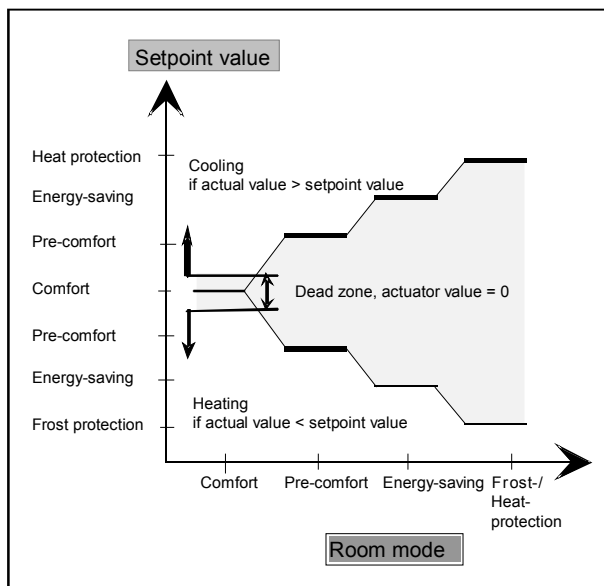 Setpoint value
Heat protection
Cooling
if actual value > setpoint value
Energy-saving
Pre-comfort
Comfort
Dead zone, actuator value = 0
Pre-comfort
Energy-saving
Heating
if actual value < setpoint value
Frost protection
Comfort
Pre-comfort
Energy-saving
Frost-/
Heat-
protection
Room mode